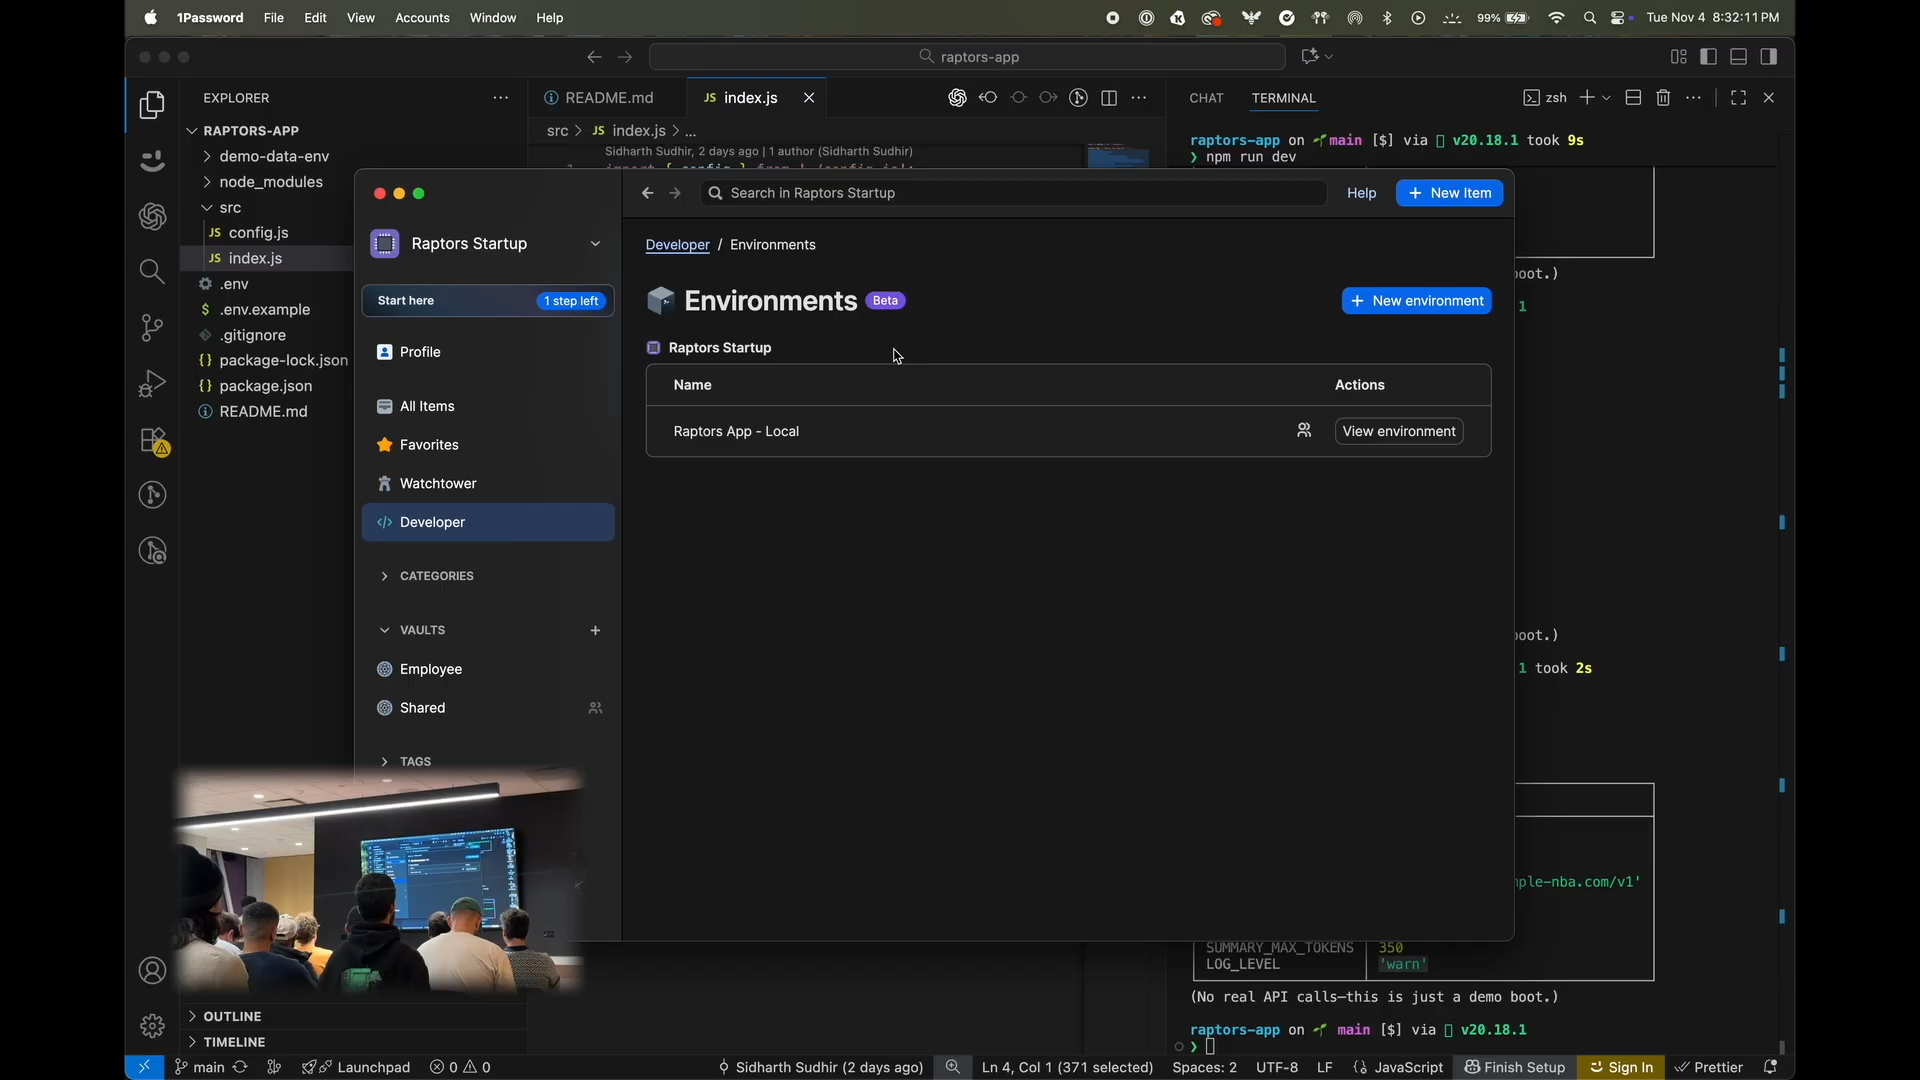 1Password File Edit View Accounts Window Help
99% Tue Nov 4 8:32:11 PM
raptors-app
EXPLORER
README.md
JS index.js
CHAT TERMINAL
zsh
RAPTORS-APP
src > JS index.js > ...
demo-data-env
Sidharth Sudhir, 2 days ago | 1 author (Sidharth Sudhir)
raptors-app on main [$] via v20.18.1 took 9s
❯ npm run dev
node_modules
src
JS config.js
JS index.js
.env
$ .env.example
.gitignore
{} package-lock.json
{} package.json
README.md
Search in Raptors Startup
Help
+ New Item
Raptors Startup
Developer / Environments
Start here
1 step left
Environments Beta
+ New environment
Profile
Raptors Startup
All Items
Name
Actions
Favorites
Raptors App - Local
View environment
Watchtower
Developer
CATEGORIES
VAULTS
Employee
Shared
TAGS
oot.)
1
oot.)
1 took 2s
mple-nba.com/v1'
SUMMARY_MAX_TOKENS 350
LOG_LEVEL 'warn'
(No real API calls—this is just a demo boot.)
raptors-app on main [$] via v20.18.1
❯
OUTLINE
TIMELINE
main
Launchpad
0 0
Sidharth Sudhir (2 days ago)
Ln 4, Col 1 (371 selected)
Spaces: 2
UTF-8
LF
{} JavaScript
Finish Setup
Sign In
Prettier